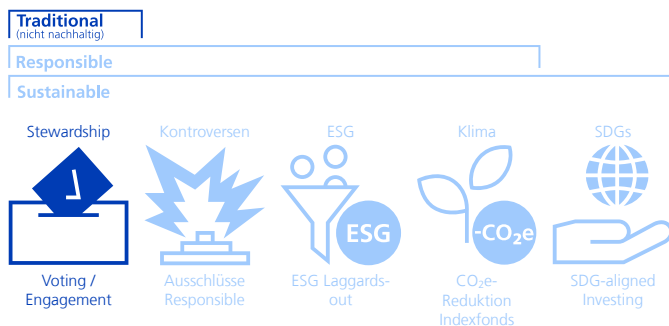 Traditional
(nicht nachhaltig)
Responsible
Sustainable
Stewardship
Kontroversen
ESG
Klima
SDGs
ESG
-CO₂e
Voting /
Engagement
Ausschlüsse
Responsible
ESG Laggards-
out
CO₂e-
Reduktion
Indexfonds
SDG-aligned
Investing